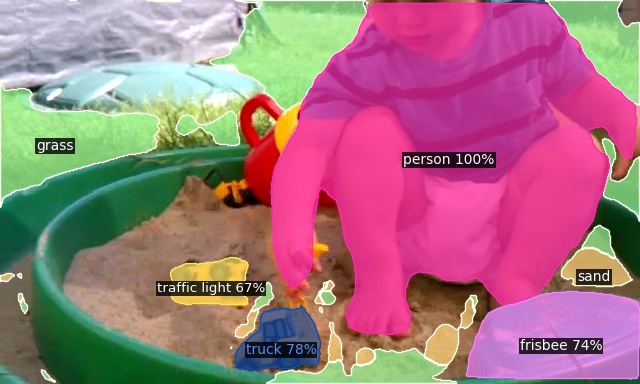 grass
person 100%
sand
traffic light 67%
frisbee 74%
truck 78%